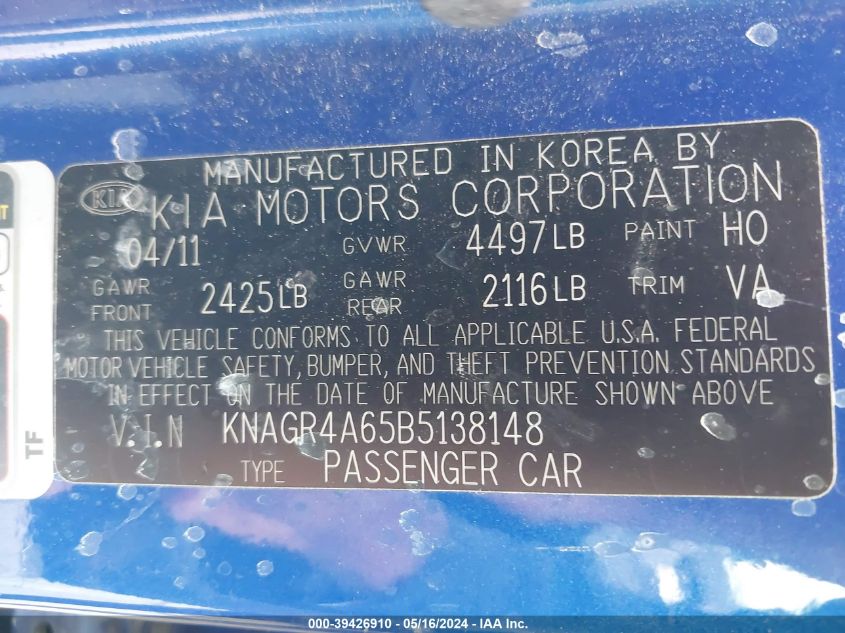 MANUFACTURED IN KOREA BY
KIA KIA MOTORS CORPORATION
04/11 GVWR 4497LB PAINT HO
GAWR FRONT 2425LB GAWR REAR 2116LB TRIM VA
THIS VEHICLE CONFORMS TO ALL APPLICABLE U.S.A. FEDERAL
MOTOR VEHICLE SAFETY, BUMPER, AND THEFT PREVENTION STANDARDS
IN EFFECT ON THE DATE OF MANUFACTURE SHOWN ABOVE
V.I.N KNAGR4A65B5138148
TYPE PASSENGER CAR
TF
000-39426910 - 05/16/2024 - IAA Inc.